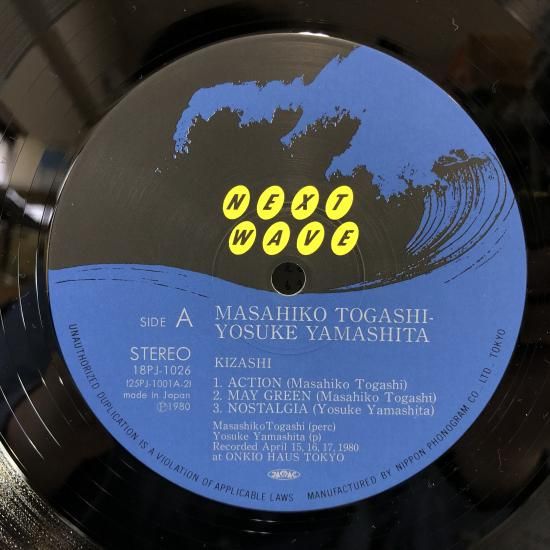 NEXT
WAVE
SIDE A
MASAHIKO TOGASHI-
YOSUKE YAMASHITA
STEREO
18PJ-1026
(25PJ-1001A-2)
made in Japan
Ⓟ1980
KIZASHI
1. ACTION (Masahiko Togashi)
2. MAY GREEN (Masahiko Togashi)
3. NOSTALGIA (Yosuke Yamashita)
Masahiko Togashi (perc)
Yosuke Yamashita (p)
Recorded April 15, 16, 17, 1980
at ONKIO HAUS TOKYO
UNAUTHORIZED DUPLICATION IS A VIOLATION OF APPLICABLE LAWS
MANUFACTURED BY NIPPON PHONOGRAM CO., LTD. TOKYO